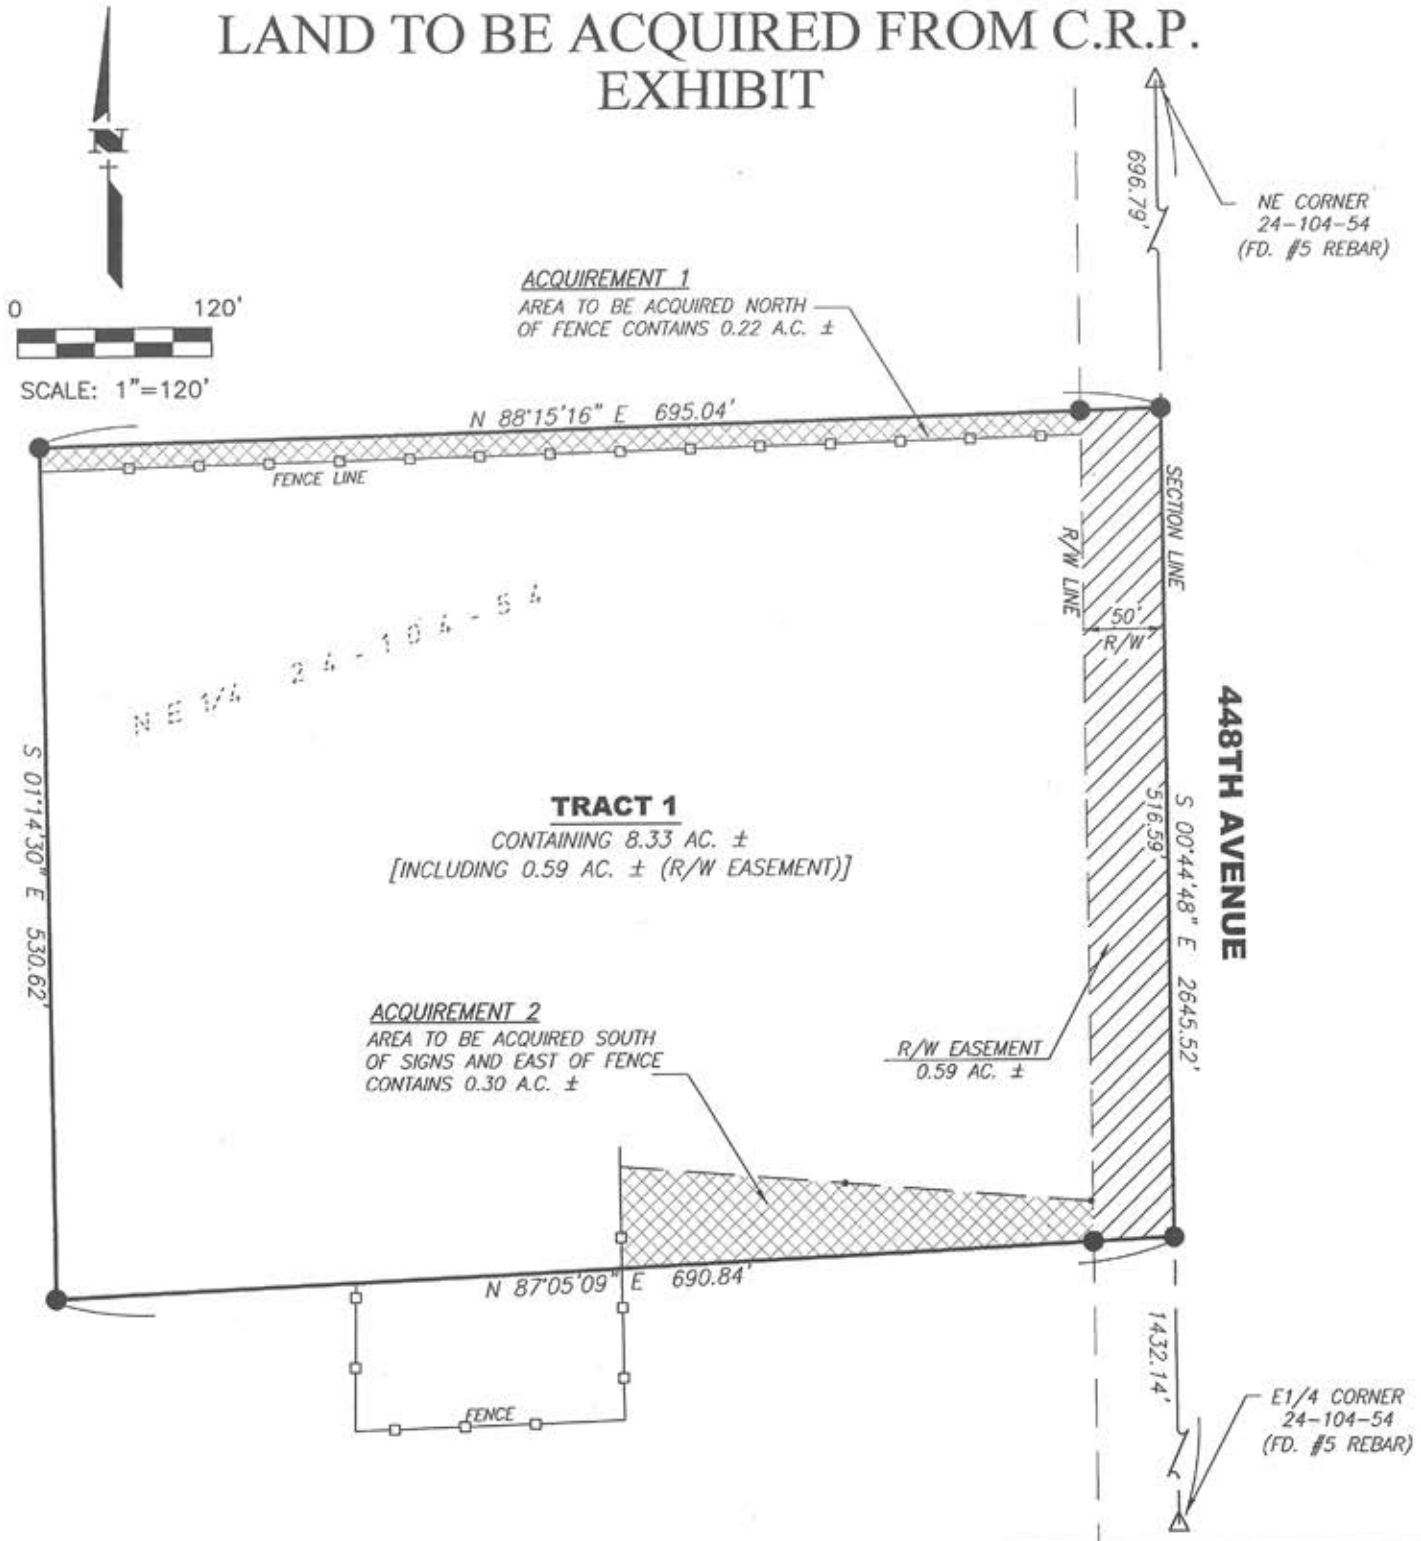 LAND TO BE ACQUIRED FROM C.R.P.
EXHIBIT
N
0 120'
SCALE: 1"=120'
696.79'
NE CORNER
24-104-54
(FD. #5 REBAR)
ACQUIREMENT 1
AREA TO BE ACQUIRED NORTH
OF FENCE CONTAINS 0.22 A.C. ±
N 88°15'16" E 695.04'
FENCE LINE
SECTION LINE
R/W LINE
50'
R/W
NE 1/4 24-104-54
448TH AVENUE
S 01°14'30" E 530.62'
TRACT 1
CONTAINING 8.33 AC. ±
[INCLUDING 0.59 AC. ± (R/W EASEMENT)]
516.59'
S 00°44'48" E 2645.52'
ACQUIREMENT 2
AREA TO BE ACQUIRED SOUTH
OF SIGNS AND EAST OF FENCE
CONTAINS 0.30 A.C. ±
R/W EASEMENT
0.59 AC. ±
N 87°05'09" E 690.84'
FENCE
1432.14'
E1/4 CORNER
24-104-54
(FD. #5 REBAR)